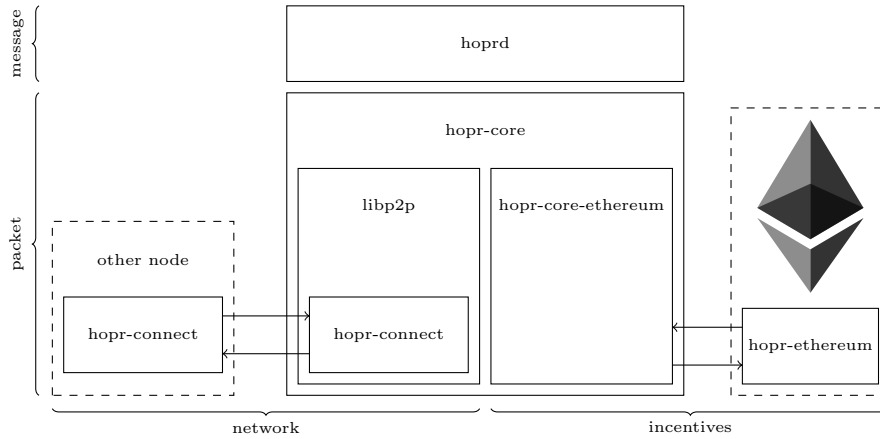 message
hoprd
hopr-core
libp2p
hopr-core-ethereum
packet
other node
hopr-connect
hopr-connect
hopr-ethereum
network
incentives